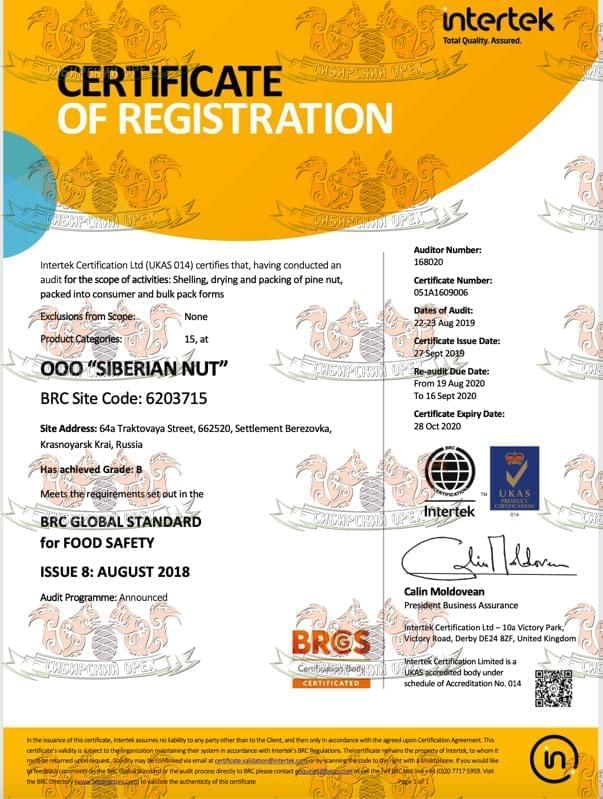 intertek
Total Quality. Assured.
CERTIFICATE
OF REGISTRATION
Intertek Certification Ltd (UKAS 014) certifies that, having conducted an
audit for the scope of activities: Shelling, drying and packing of pine nut,
packed into consumer and bulk pack forms
Exclusions from Scope: None
Product Categories: 15, at
OOO “SIBERIAN NUT”
BRC Site Code: 6203715
Site Address: 64a Traktovaya Street, 662520, Settlement Berezovka,
Krasnoyarsk Krai, Russia
Has achieved Grade: B
Meets the requirements set out in the
BRC GLOBAL STANDARD
for FOOD SAFETY
ISSUE 8: AUGUST 2018
Audit Programme: Announced
Auditor Number:
168020
Certificate Number:
051A1609006
Dates of Audit:
22-23 Aug 2019
Certificate Issue Date:
27 Sept 2019
Re-audit Due Date:
From 19 Aug 2020
To 16 Sept 2020
Certificate Expiry Date:
28 Oct 2020
Intertek
TM
UKAS
PRODUCT
CERTIFICATION
014
Calin Moldovean
Calin Moldovean
President Business Assurance
Intertek Certification Ltd – 10a Victory Park,
Victory Road, Derby DE24 8ZF, United Kingdom
Intertek Certification Limited is a
UKAS accredited body under
schedule of Accreditation No. 014
BRCGS
Certification Body
CERTIFICATED
In the issuance of this certificate, Intertek assumes no liability to any party other than to the Client, and then only in accordance with the agreed upon Certification Agreement. This
certificate's validity is subject to the organization maintaining their system in accordance with Intertek's BRC Regulations. The certificate remains the property of Intertek, to whom it
must be returned upon request. Validity may be confirmed via email at certificate.validation@intertek.com or by scanning the code to the right with a smartphone. If you would like
to feedback comments on the BRC Global Standard or the audit process directly to BRC please contact enquiries@brcgs.com or call the Tell BRC Hot line +44 (0)20 7717 5959. Visit
the BRC Directory to validate the authenticity of this certificate
Page 1 of 1
in
СИБИРСКИЙ ОРЕХ